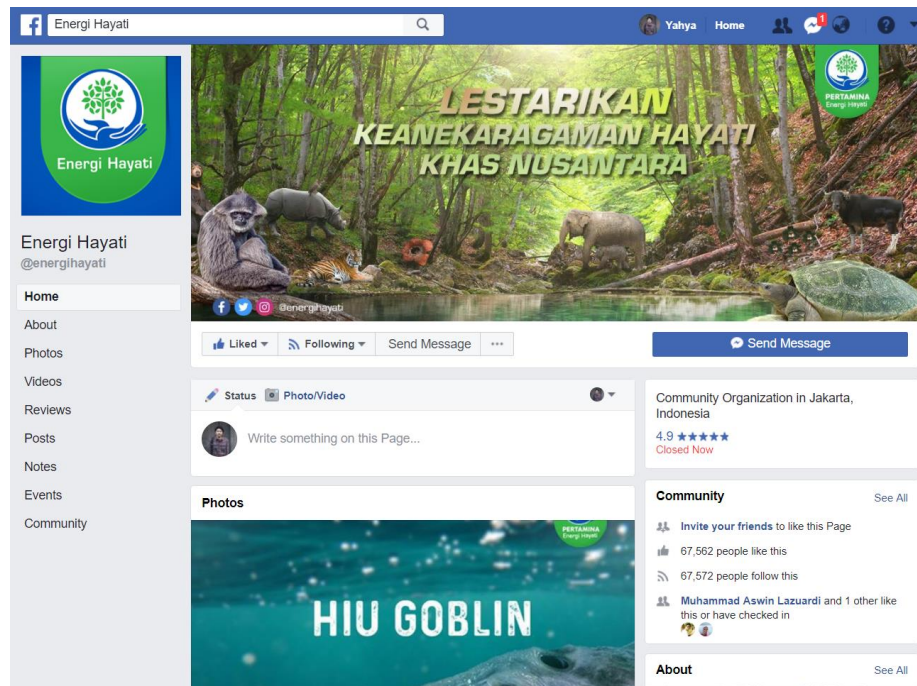 Energi Hayati
Yahya
Home
1
?
Energi Hayati
LESTARIKAN
KEANEKARAGAMAN HAYATI
KHAS NUSANTARA
PERTAMINA
Energi Hayati
@energihayati
Energi Hayati
@energihayati
Home
About
Photos
Videos
Reviews
Posts
Notes
Events
Community
Liked
Following
Send Message
...
Send Message
Status
Photo/Video
Write something on this Page...
Community Organization in Jakarta,
Indonesia
4.9 ★★★★★
Closed Now
Photos
PERTAMINA
Energi Hayati
HIU GOBLIN
Community
See All
Invite your friends to like this Page
67,562 people like this
67,572 people follow this
Muhammad Aswin Lazuardi and 1 other like
this or have checked in
About
See All